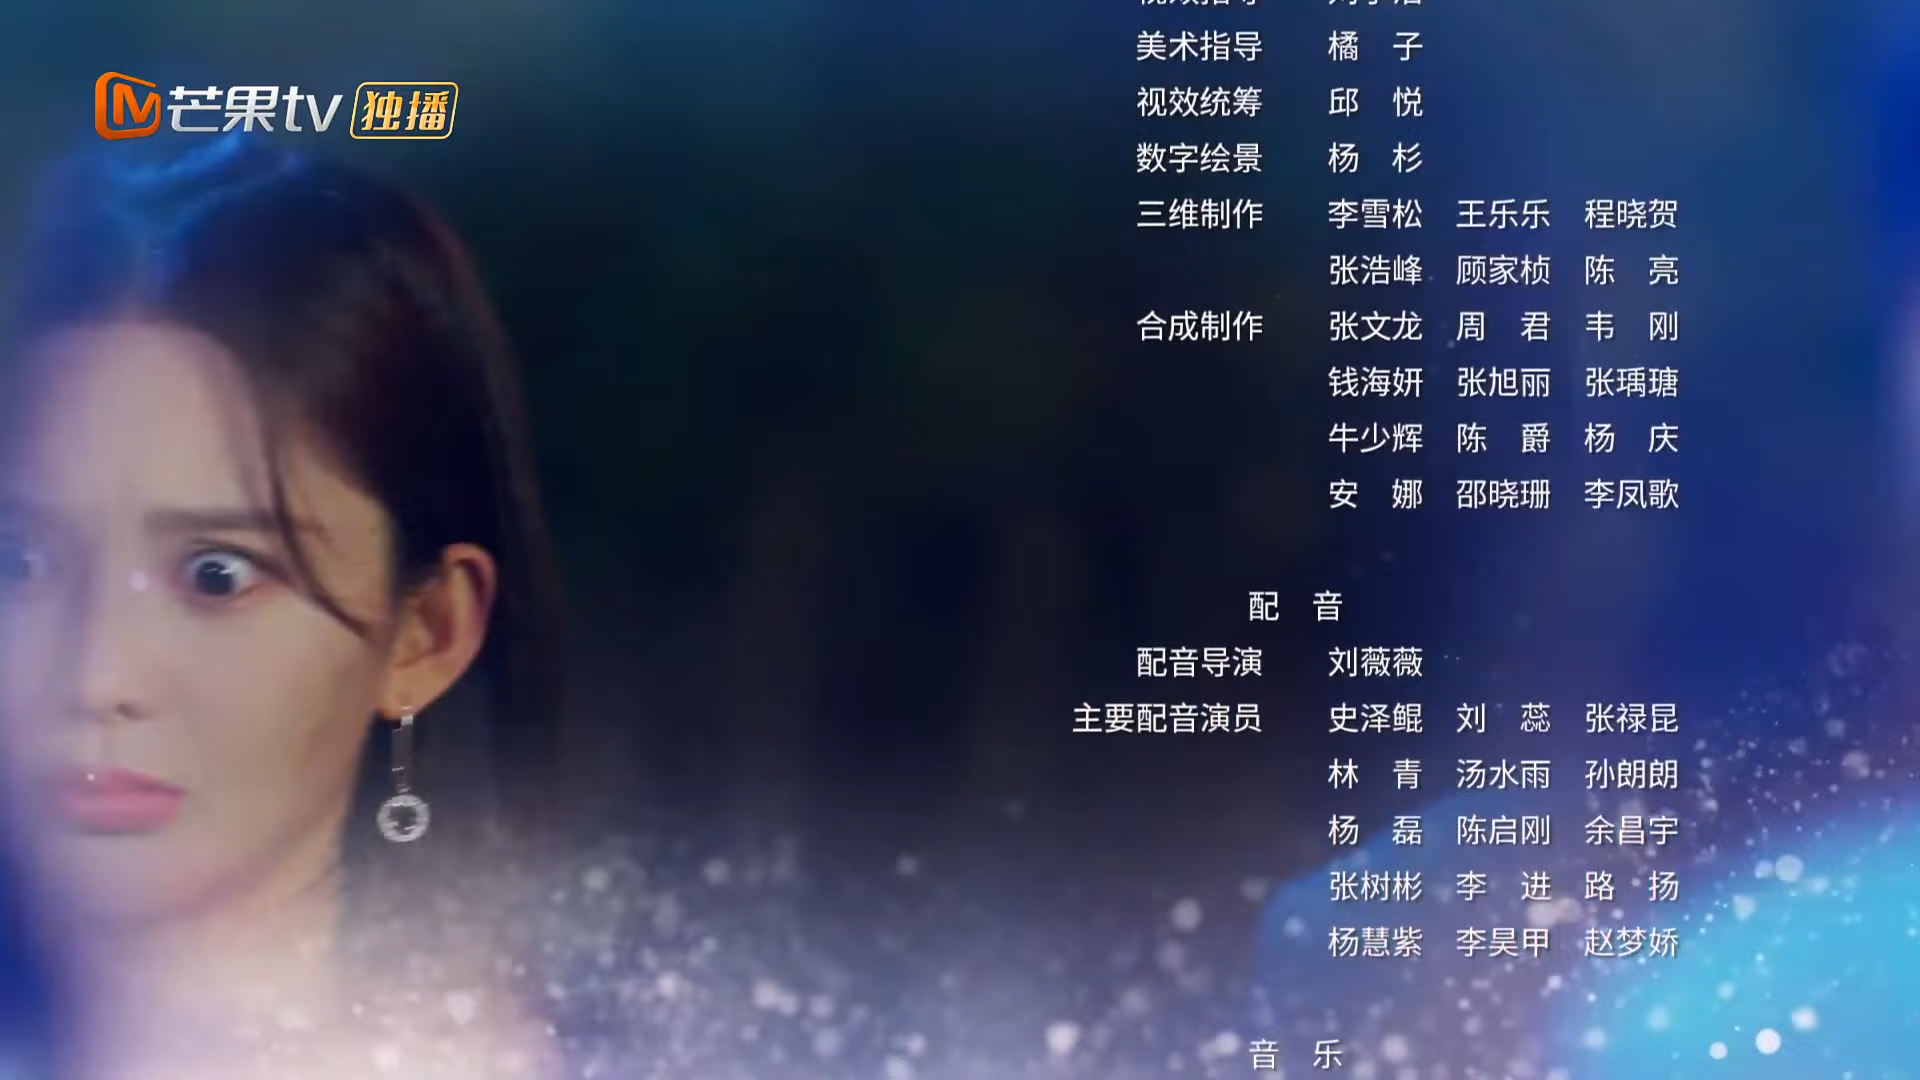 芒果tv 独播
美术指导 橘 子
视效统筹 邱 悦
数字绘景 杨 杉
三维制作 李雪松 王乐乐 程晓贺
张浩峰 顾家桢 陈 亮
合成制作 张文龙 周 君 韦 刚
钱海妍 张旭丽 张瑀瑭
牛少辉 陈 爵 杨 庆
安 娜 邵晓珊 李凤歌
配 音
配音导演 刘薇薇
主要配音演员 史泽鲲 刘 蕊 张禄昆
林 青 汤水雨 孙朗朗
杨 磊 陈启刚 余昌宇
张树彬 李 进 路 扬
杨慧紫 李昊甲 赵梦娇
音 乐